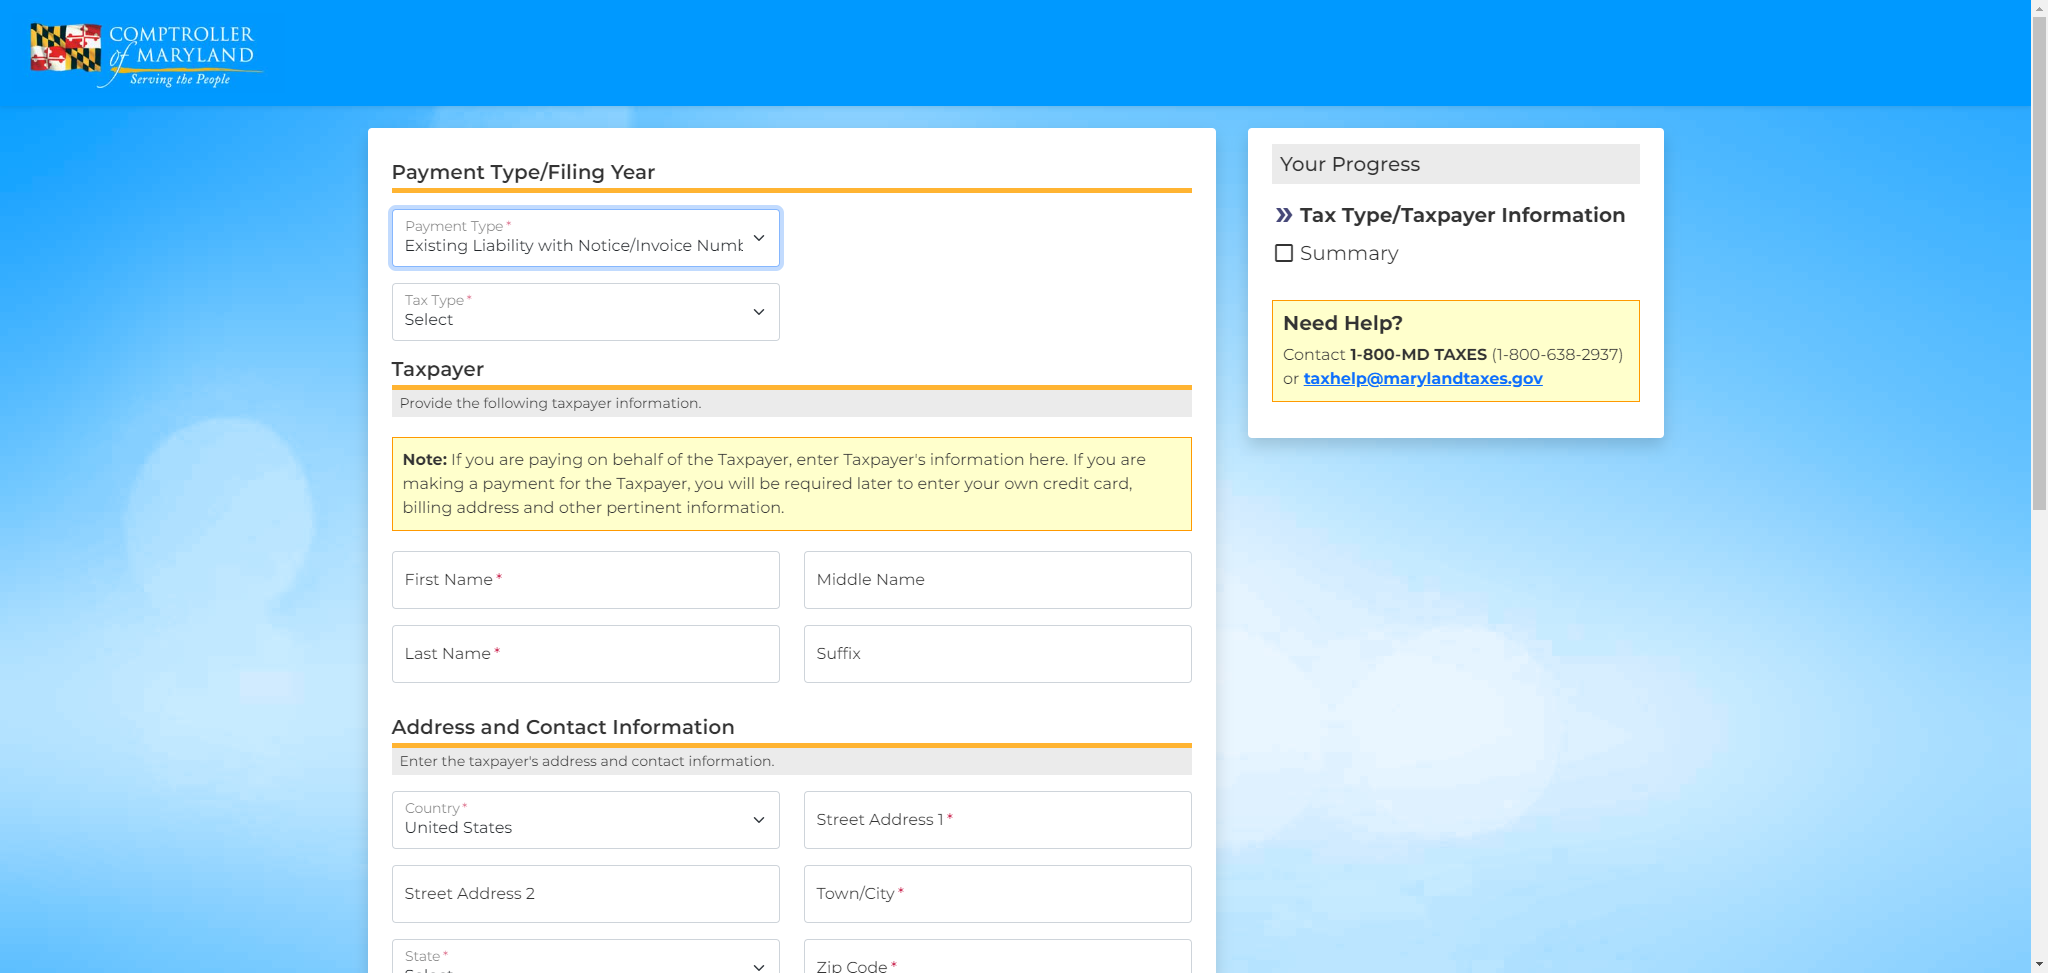 COMPTROLLER
of MARYLAND
Serving the People
Payment Type/Filing Year
Payment Type *
Existing Liability with Notice/Invoice Numb
Tax Type *
Select
Taxpayer
Provide the following taxpayer information.
Note: If you are paying on behalf of the Taxpayer, enter Taxpayer's information here. If you are
making a payment for the Taxpayer, you will be required later to enter your own credit card,
billing address and other pertinent information.
First Name *
Middle Name
Last Name *
Suffix
Address and Contact Information
Enter the taxpayer's address and contact information.
Country *
United States
Street Address 1 *
Street Address 2
Town/City *
State *
Select
Zip Code *
Your Progress
Tax Type/Taxpayer Information
Summary
Need Help?
Contact 1-800-MD TAXES (1-800-638-2937)
or taxhelp@marylandtaxes.gov